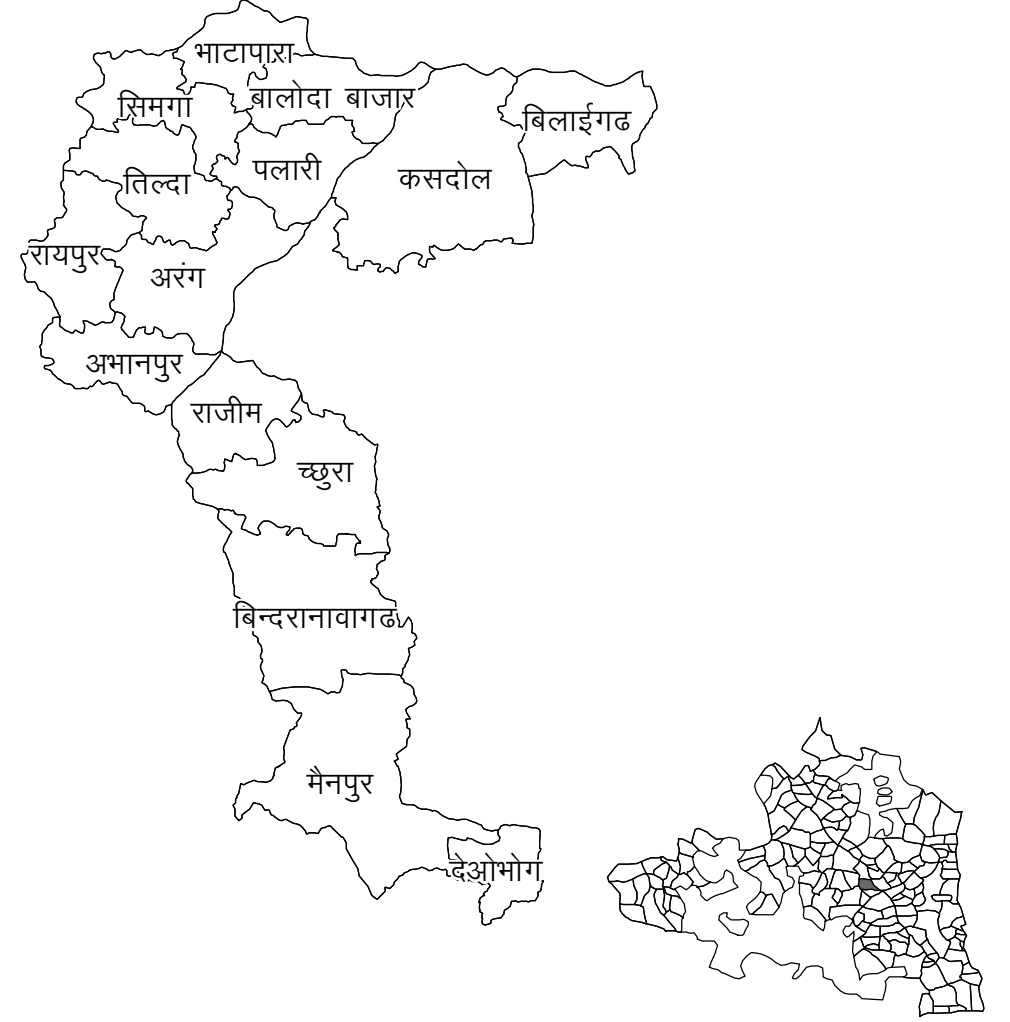 भाटापारा
बालोदा बाजार
सिमगा
बिलाईगढ
पलारी
कसदोल
तिल्दा
रायपुर
अरंग
अभानपुर
राजीम
च्छुरा
बिन्दरानावागढ
मैनपुर
देओभोग